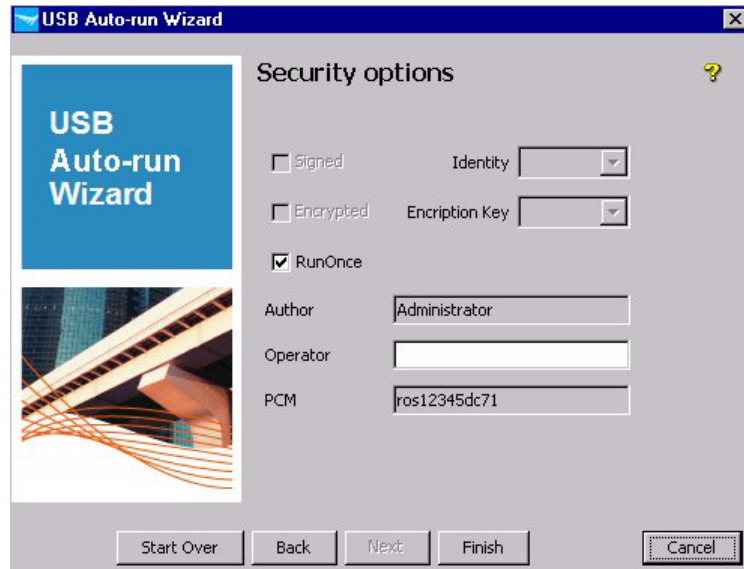 USB Auto-run Wizard
USB
Auto-run
Wizard
Security options
Signed
Identity
Encrypted
Encription Key
RunOnce
Author
Administrator
Operator
PCM
ros12345dc71
Start Over
Back
Next
Finish
Cancel